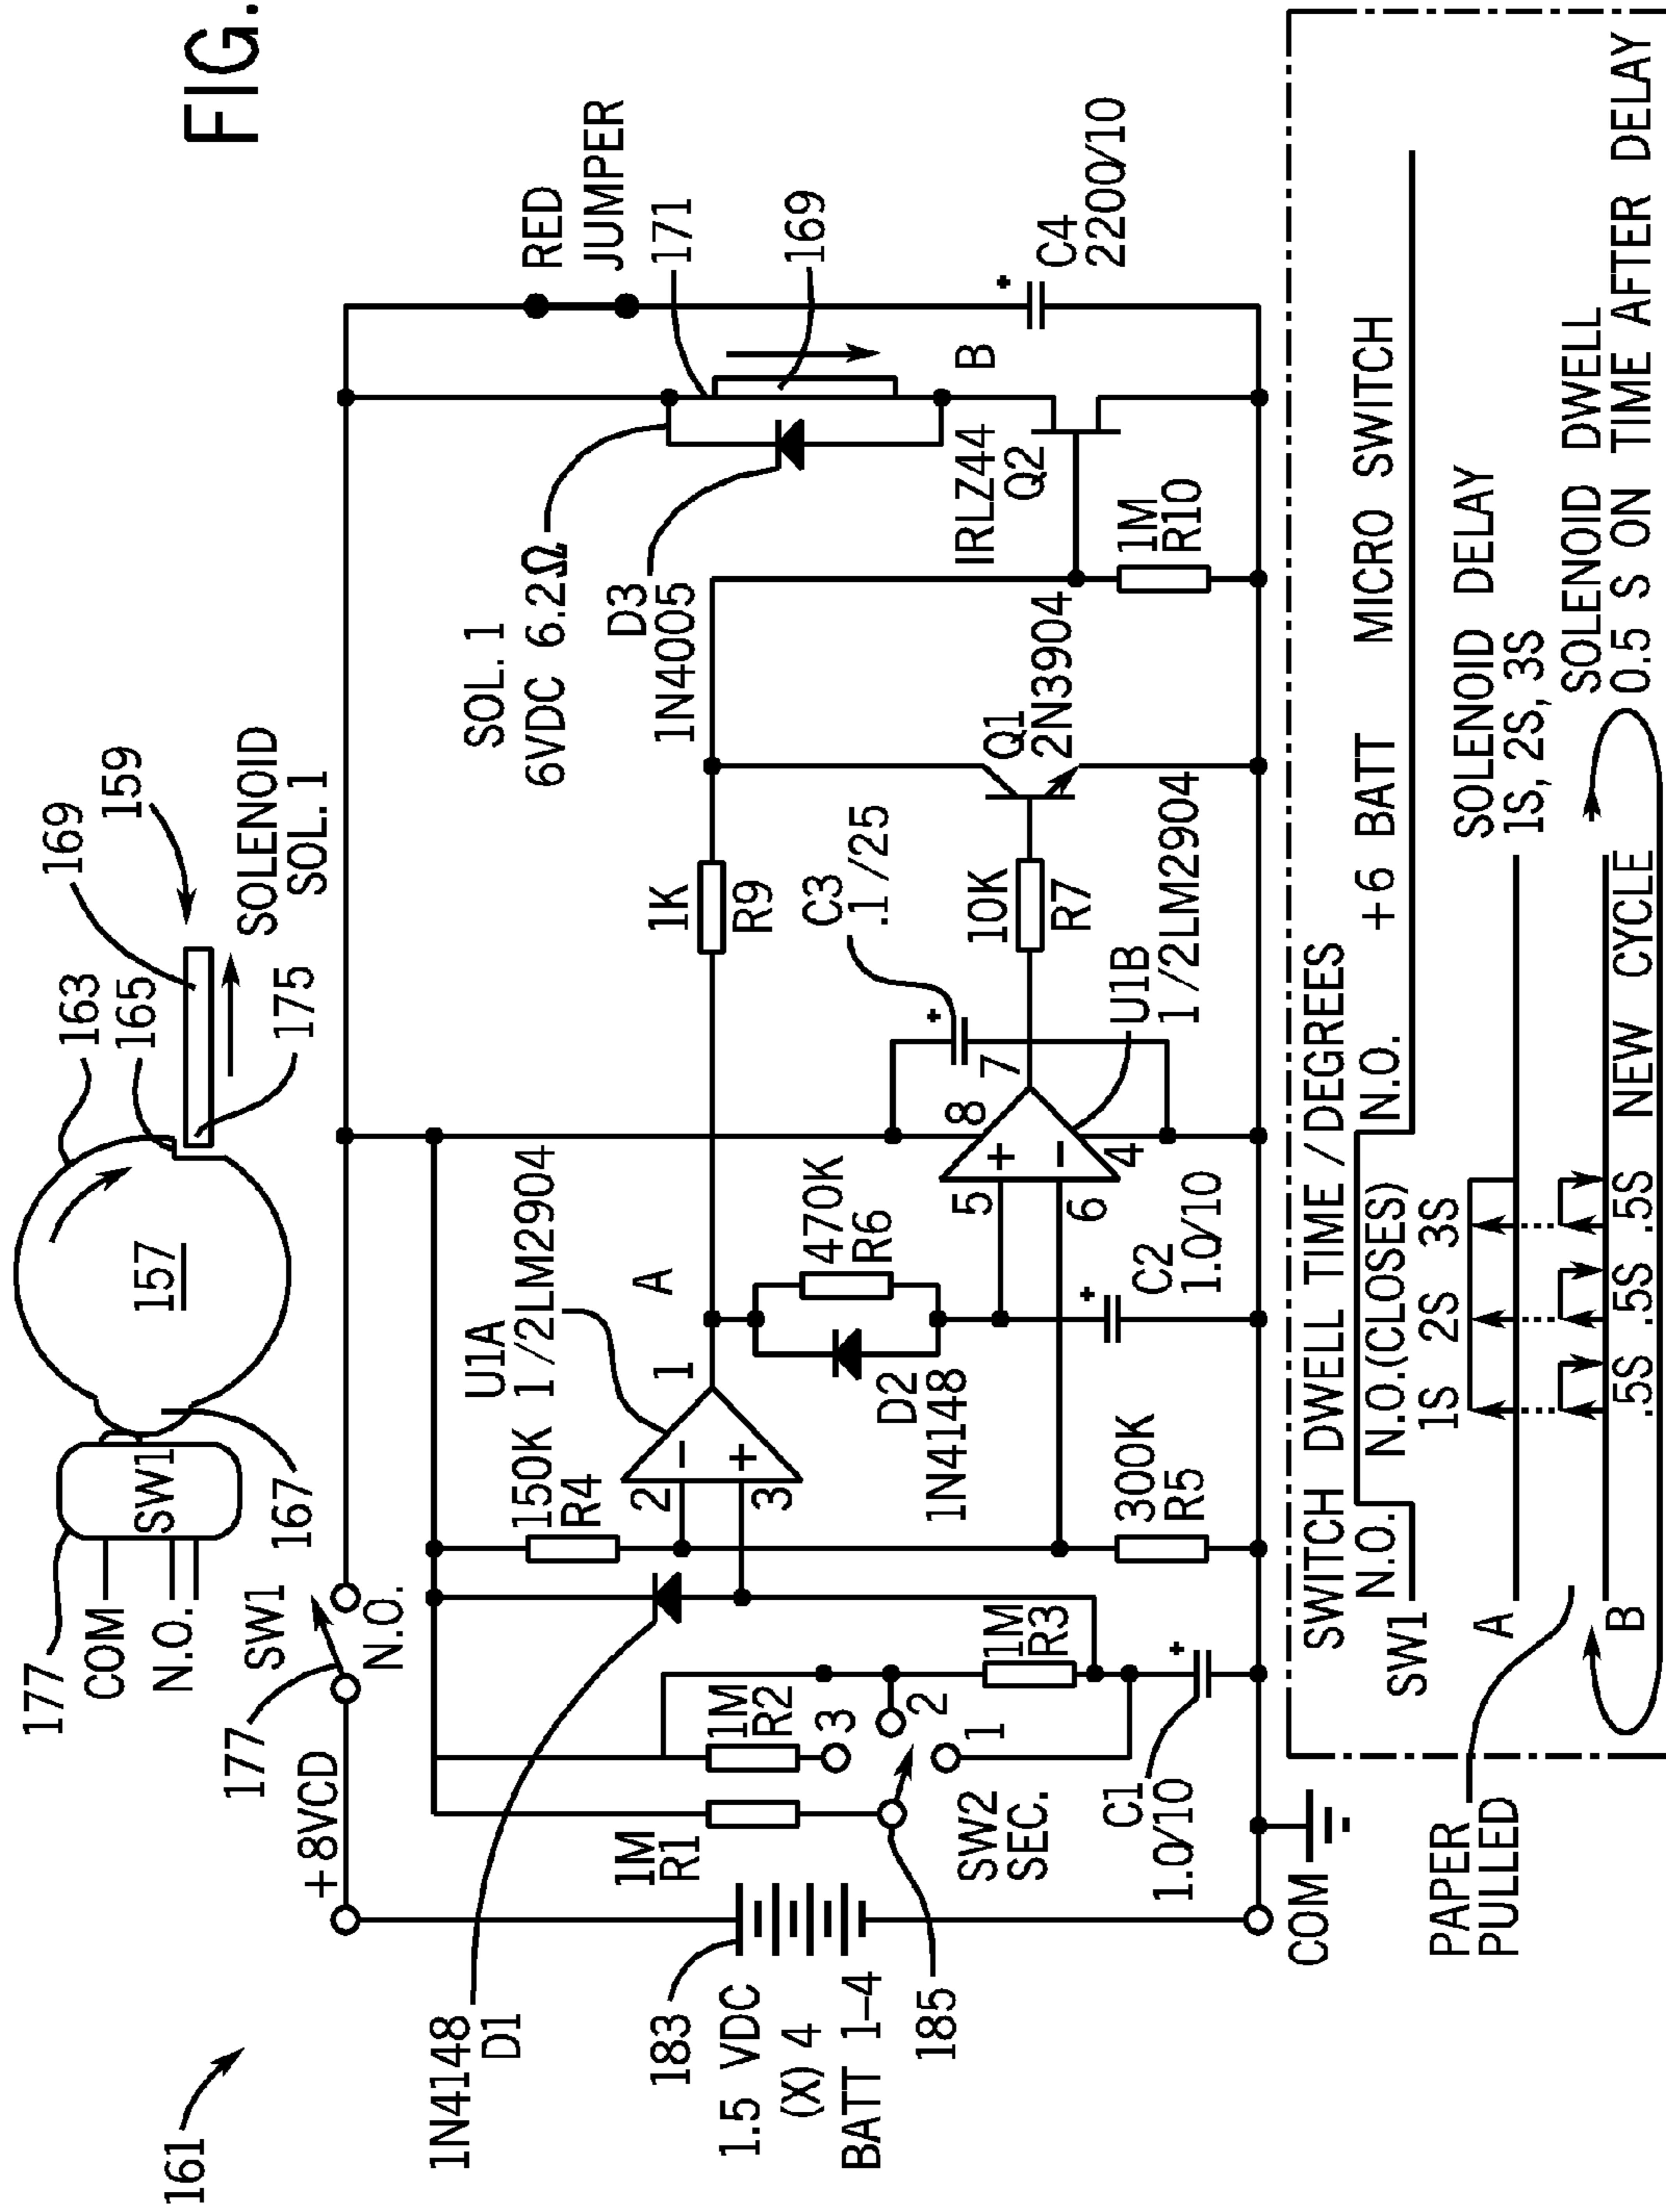 FIG.
161
177
COM
N.O.
SW1
167
157
163
165
169
159
SOLENOID
SOL. 1
175
+8VCD
177
SW1
N.O.
1N4148
D1
183
1.5 VDC
(X) 4
BATT 1–4
185
1M
R1
1M
R2
3
2
1
SW2
SEC.
1M
R3
C1
1.0/10
+
COM
150K
R4
300K
R5
2
3
−
+
1
U1A
1/2LM2904
A
D2
1N4148
470K
R6
C2
1.0/10
+
5
6
+
−
8
4
7
U1B
1/2LM2904
C3
.1/25
+
1K
R9
10K
R7
Q1
2N3904
SOL. 1
6VDC 6.2Ω
D3
1N4005
IRLZ44
Q2
1M
R10
B
RED
JUMPER
171
169
C4
2200/10
+
SWITCH DWELL TIME/DEGREES
N.O. N.O.(CLOSES) N.O. +6 BATT MICRO SWITCH
SW1
1S 2S 3S
SOLENOID DELAY
1S, 2S, 3S
A
PAPER
PULLED
B
.5S .5S .5S NEW CYCLE
SOLENOID DWELL
0.5 S ON TIME AFTER DELAY